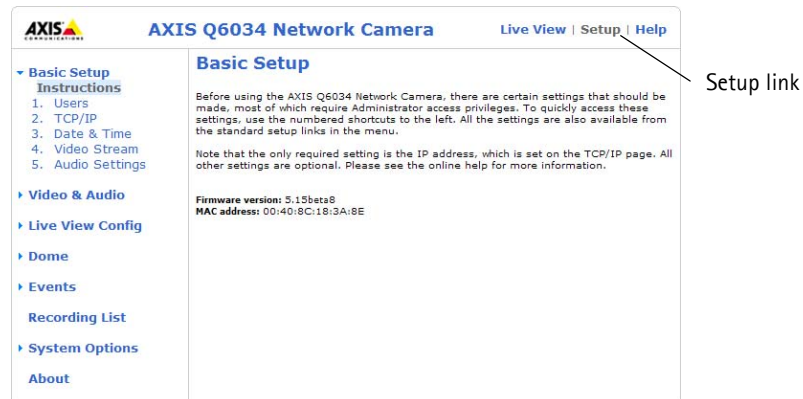 AXIS
COMMUNICATIONS
AXIS Q6034 Network Camera
Live View | Setup | Help
Setup link
Basic Setup
Instructions
1. Users
2. TCP/IP
3. Date & Time
4. Video Stream
5. Audio Settings
Video & Audio
Live View Config
Dome
Events
Recording List
System Options
About
Basic Setup
Before using the AXIS Q6034 Network Camera, there are certain settings that should be
made, most of which require Administrator access privileges. To quickly access these
settings, use the numbered shortcuts to the left. All the settings are also available from
the standard setup links in the menu.
Note that the only required setting is the IP address, which is set on the TCP/IP page. All
other settings are optional. Please see the online help for more information.
Firmware version: 5.15beta8
MAC address: 00:40:8C:18:3A:8E